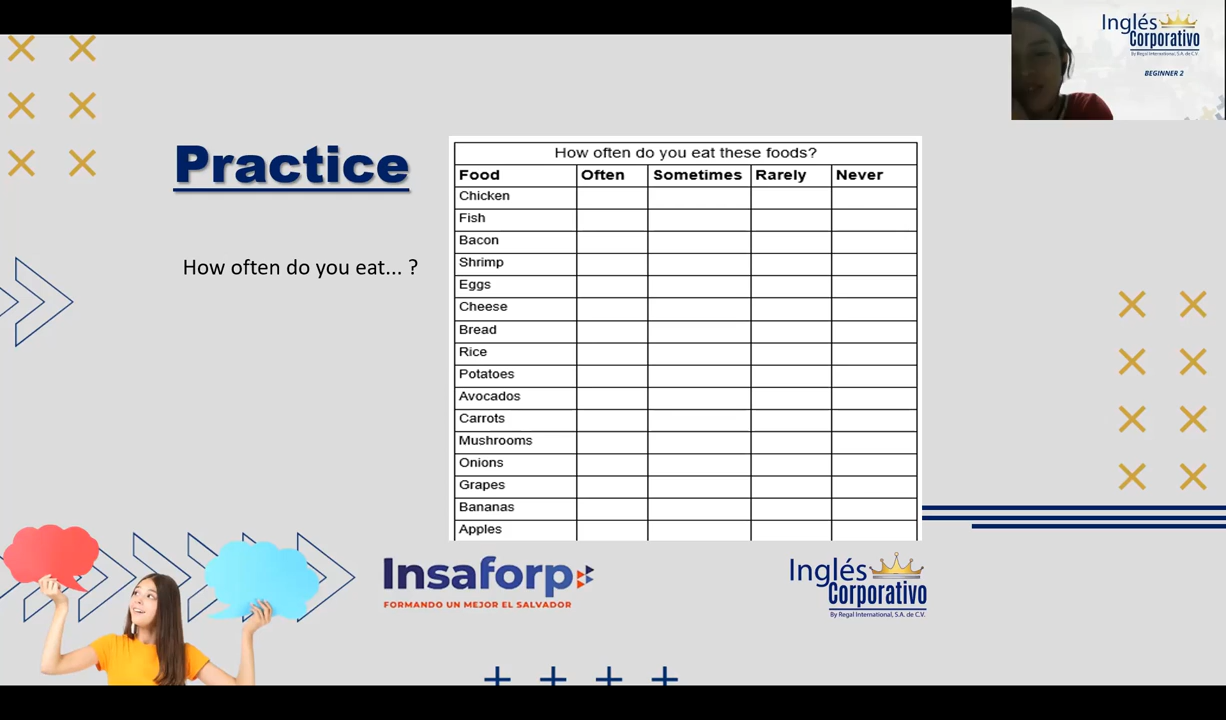 Inglés
Corporativo
By Regal International, S.A. de C.V.
BEGINNER 2
Practice
How often do you eat... ?
How often do you eat these foods?
Food Often Sometimes Rarely Never
Chicken
Fish
Bacon
Shrimp
Eggs
Cheese
Bread
Rice
Potatoes
Avocados
Carrots
Mushrooms
Onions
Grapes
Bananas
Apples
Insaforp
FORMANDO UN MEJOR EL SALVADOR
Inglés
Corporativo
By Regal International, S.A. de C.V.